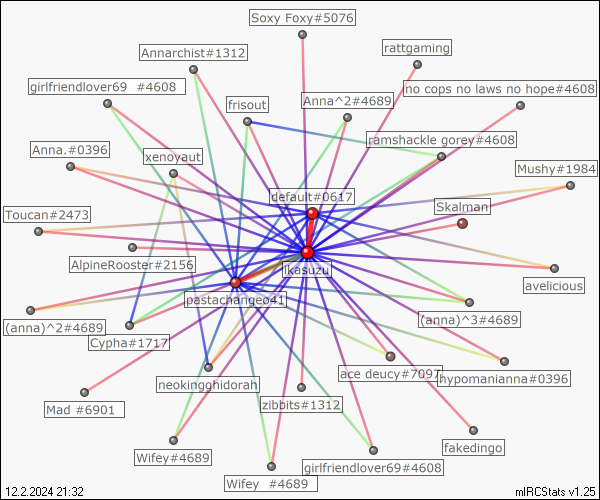 Soxy Foxy#5076
rattgaming
Annarchist#1312
girlfriendlover69 #4608
no cops no laws no hope#4608
frisout
Anna^2#4689
ramshackle gorey#4608
Anna.#0396
xenoyaut
Mushy#1984
default#0617
Skalman
Toucan#2473
AlpineRooster#2156
ikasuzu
avelicious
pastachangeo41
(anna)^2#4689
(anna)^3#4689
Cypha#1717
ace deucy#7097
hypomanianna#0396
neokingghidorah
zibbits#1312
Mad #6901
fakedingo
Wifey#4689
girlfriendlover69#4608
Wifey #4689
12.2.2024 21:32
mIRCStats v1.25